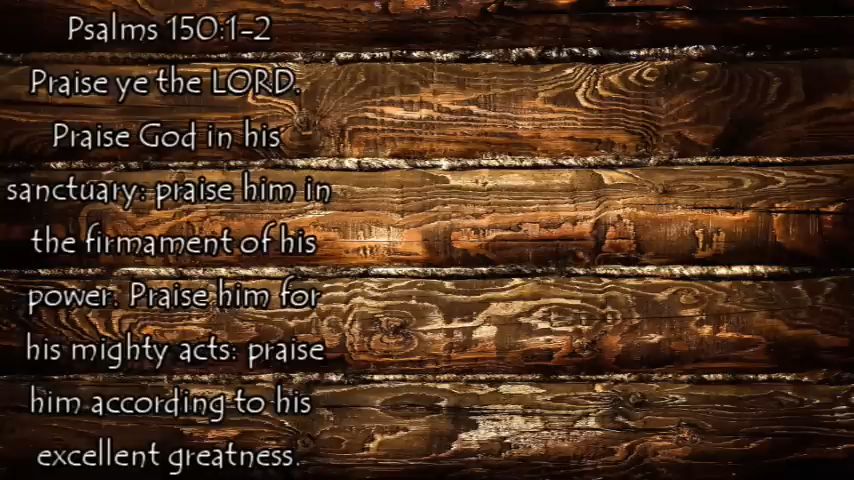 Psalms 150:1-2
Praise ye the LORD.
Praise God in his
sanctuary: praise him in
the firmament of his
power. Praise him for
his mighty acts: praise
him according to his
excellent greatness.